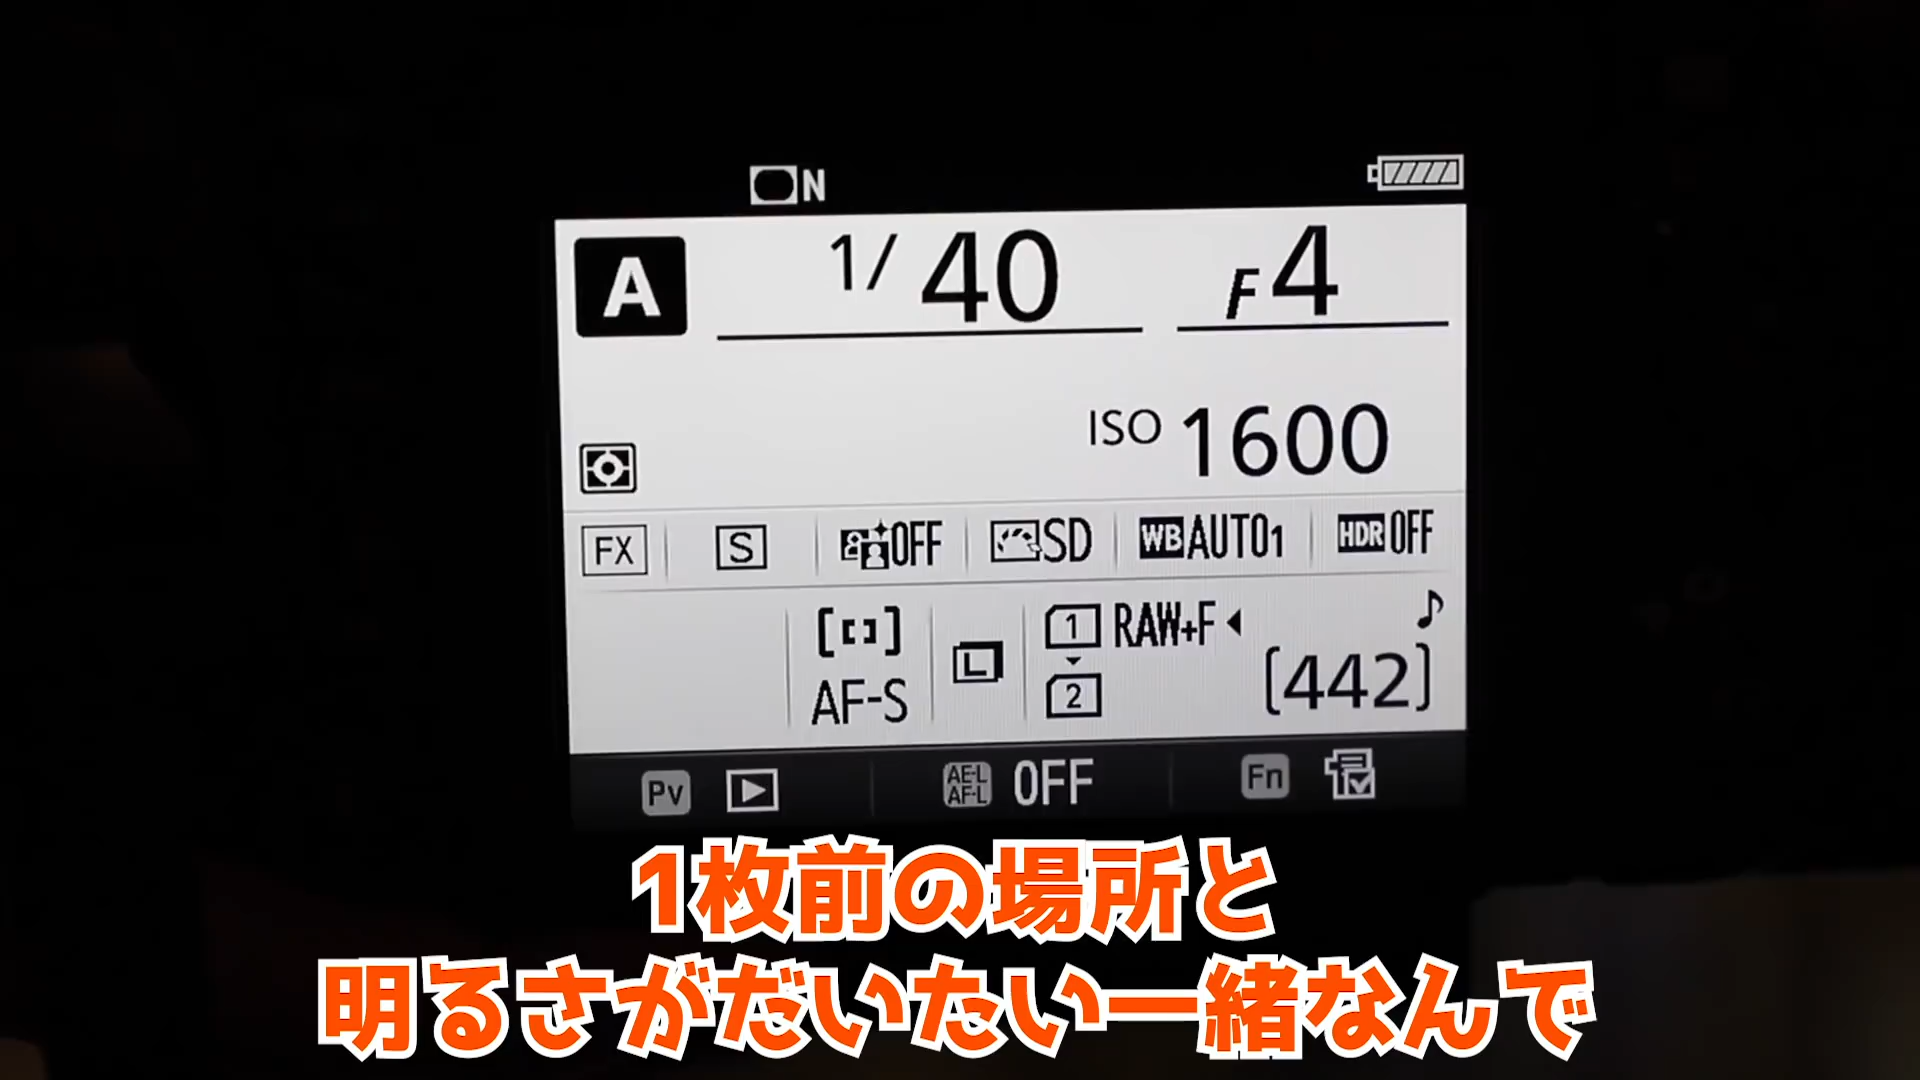 N
A 1/40 F4
ISO 1600
FX S OFF SD WB AUTO1 HDR OFF
[ ] 1 RAW+F
AF-S L 2 [442]
Pv AE-L AF-L OFF Fn
1枚前の場所と
明るさがだいたい一緒なんで